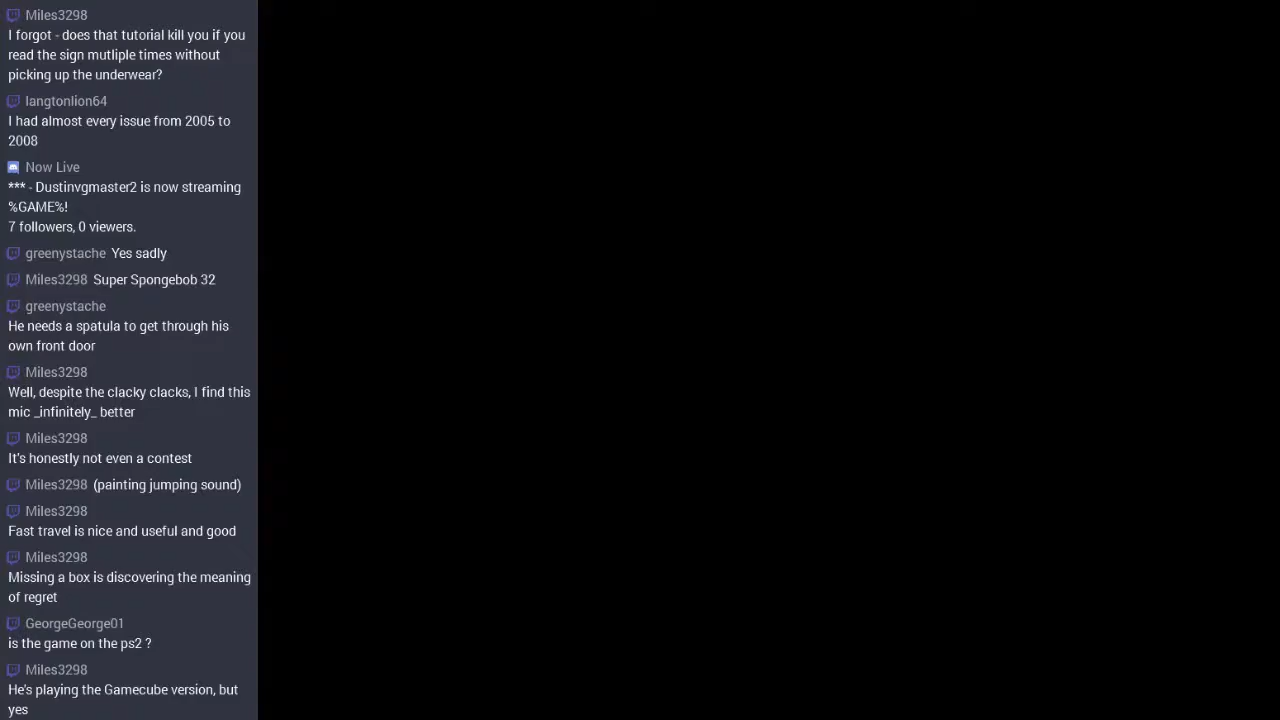 Miles3298
I forgot - does that tutorial kill you if you
read the sign mutliple times without
picking up the underwear?
langtonlion64
I had almost every issue from 2005 to
2008
Now Live
*** - Dustinvgmaster2 is now streaming
%GAME%!
7 followers, 0 viewers.
greenystache Yes sadly
Miles3298 Super Spongebob 32
greenystache
He needs a spatula to get through his
own front door
Miles3298
Well, despite the clacky clacks, I find this
mic _infinitely_ better
Miles3298
It's honestly not even a contest
Miles3298 (painting jumping sound)
Miles3298
Fast travel is nice and useful and good
Miles3298
Missing a box is discovering the meaning
of regret
GeorgeGeorge01
is the game on the ps2 ?
Miles3298
He's playing the Gamecube version, but
yes